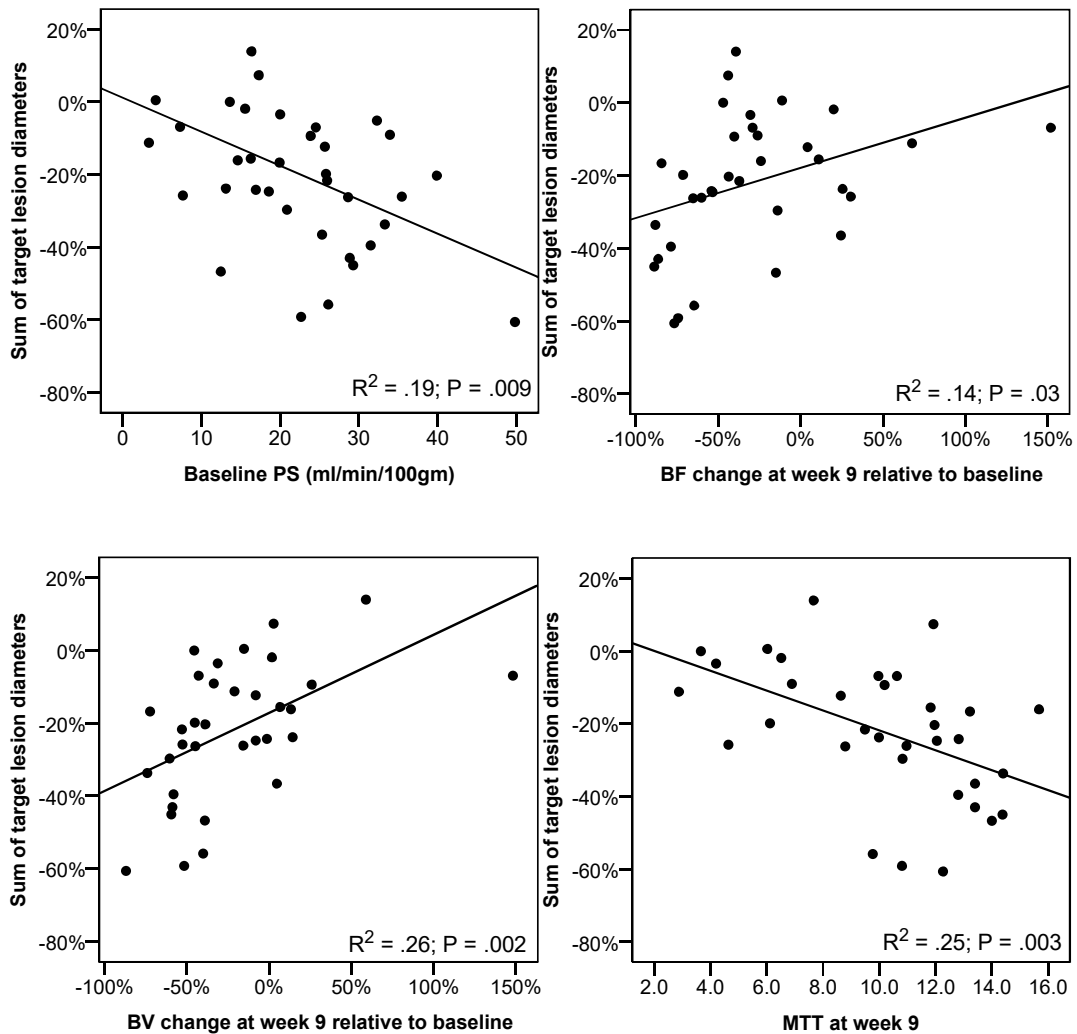 Sum of target lesion diameters
20%
0%
-20%
-40%
-60%
-80%
R² = .19; P = .009
0 10 20 30 40 50
Baseline PS (ml/min/100gm)
Sum of target lesion diameters
20%
0%
-20%
-40%
-60%
-80%
R² = .14; P = .03
-100% -50% 0% 50% 100% 150%
BF change at week 9 relative to baseline
Sum of target lesion diameters
20%
0%
-20%
-40%
-60%
-80%
R² = .26; P = .002
-100% -50% 0% 50% 100% 150%
BV change at week 9 relative to baseline
Sum of target lesion diameters
20%
0%
-20%
-40%
-60%
-80%
R² = .25; P = .003
2.0 4.0 6.0 8.0 10.0 12.0 14.0 16.0
MTT at week 9